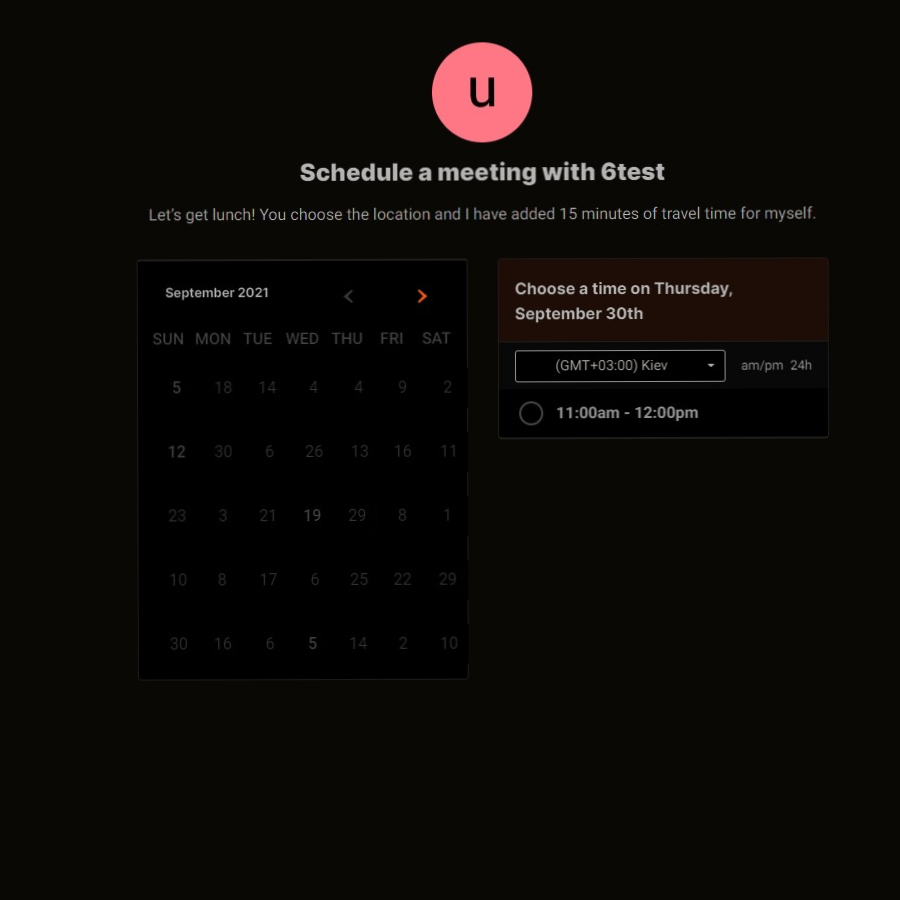 u
Schedule a meeting with 6test
Let's get lunch! You choose the location and I have added 15 minutes of travel time for myself.
September 2021
SUN MON TUE WED THU FRI SAT
5 18 14 4 4 9 2
12 30 6 26 13 16 11
23 3 21 19 29 8 1
10 8 17 6 25 22 29
30 16 6 5 14 2 10
Choose a time on Thursday,
September 30th
(GMT+03:00) Kiev am/pm 24h
11:00am - 12:00pm